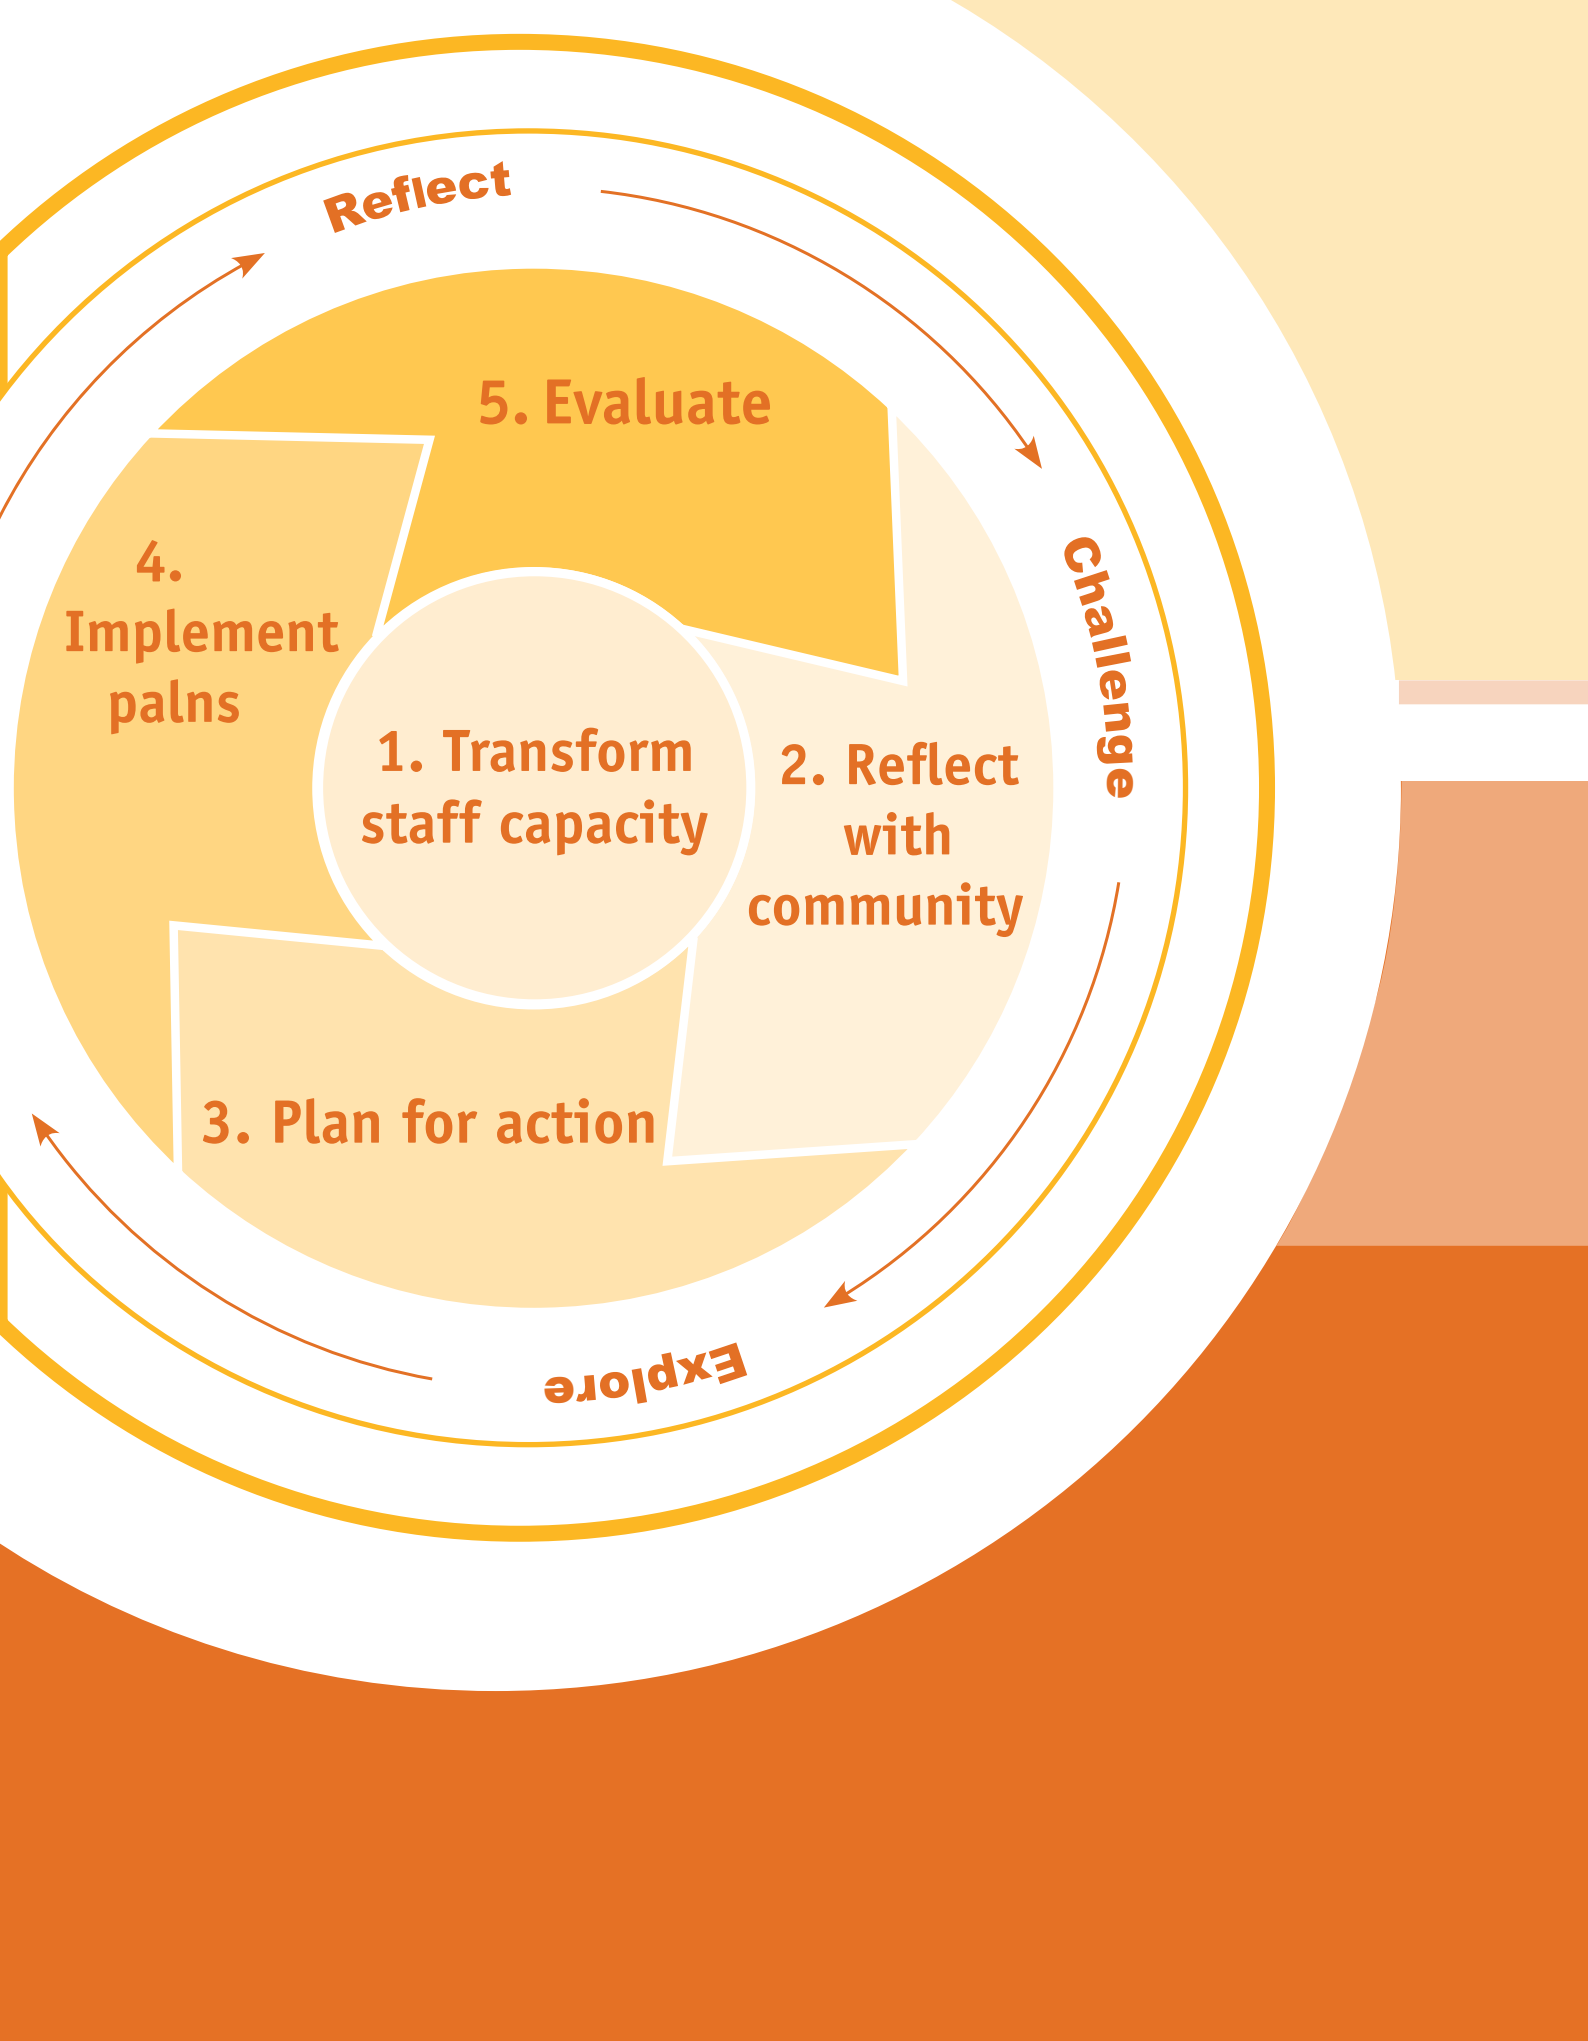 Reflect
5. Evaluate
Challenge
4.
Implement
palns
1. Transform
staff capacity
2. Reflect
with
community
3. Plan for action
Explore